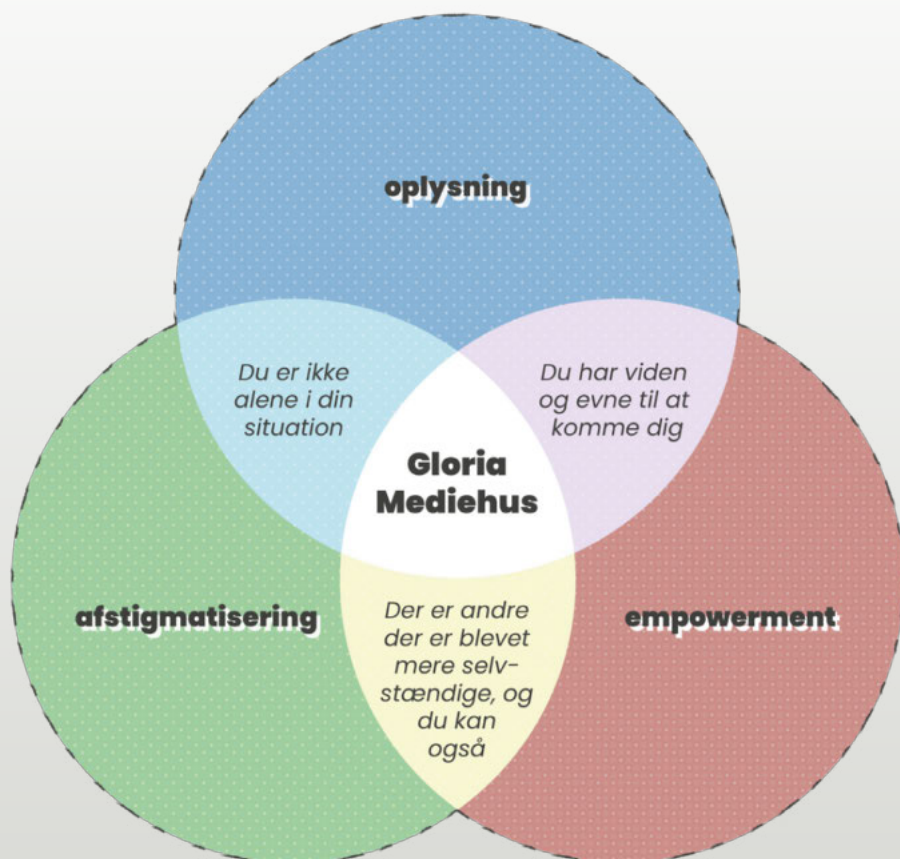 oplysning
Du er ikke
alene i din
situation
Du har viden
og evne til at
komme dig
Gloria
Mediehus
afstigmatisering
empowerment
Der er andre
der er blevet
mere selv-
stændige, og
du kan
også